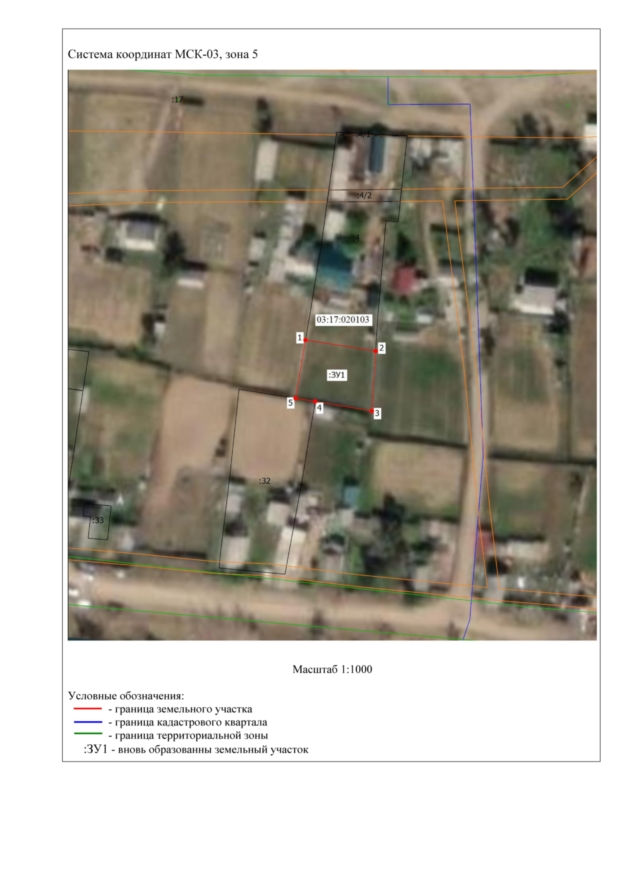 Система координат МСК-03, зона 5
:17
:4/2
03:17:020103
1
2
:ЗУ1
5
4
3
:32
:33
Масштаб 1:1000
Условные обозначения:
- граница земельного участка
- граница кадастрового квартала
- граница территориальной зоны
:ЗУ1 - вновь образованны земельный участок